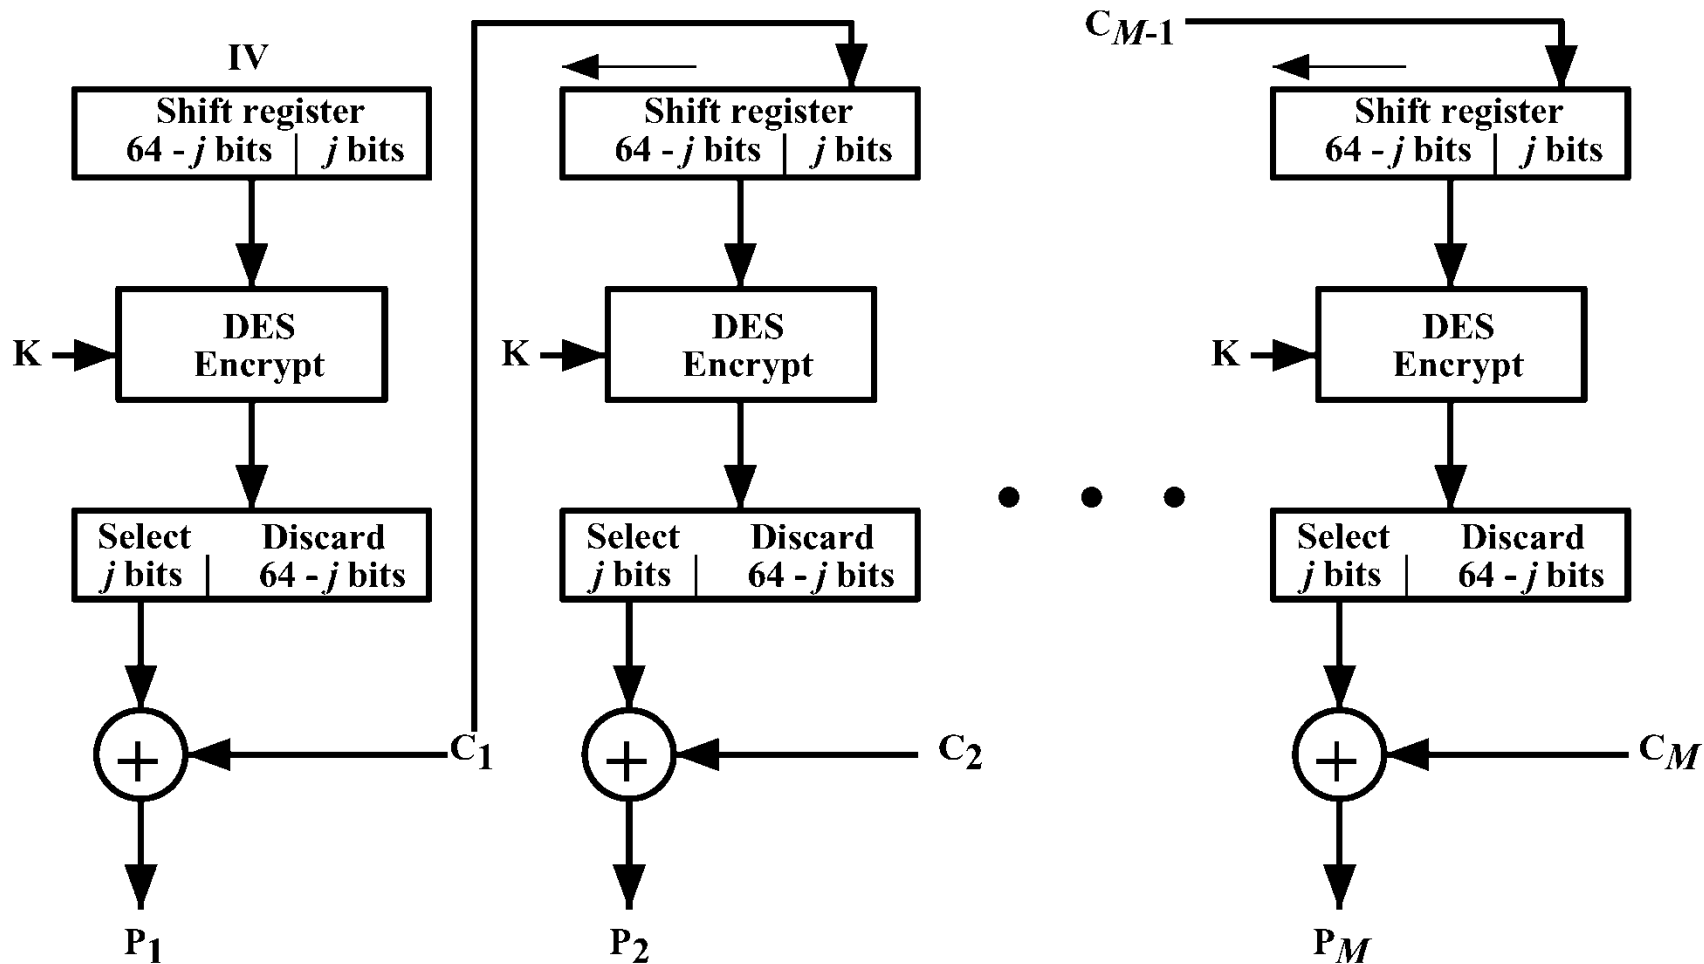 IV
Shift register
64 - j bits | j bits
K
DES
Encrypt
Select Discard
j bits | 64 - j bits
+
C1
P1
Shift register
64 - j bits | j bits
K
DES
Encrypt
Select Discard
j bits | 64 - j bits
+
C2
P2
CM-1
Shift register
64 - j bits | j bits
K
DES
Encrypt
Select Discard
j bits | 64 - j bits
+
CM
PM